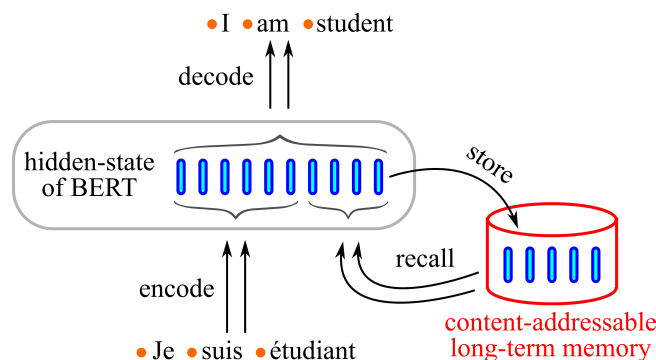 • I • am • student
decode
hidden-state
of BERT
store
recall
encode
content-addressable
long-term memory
• Je • suis • étudiant